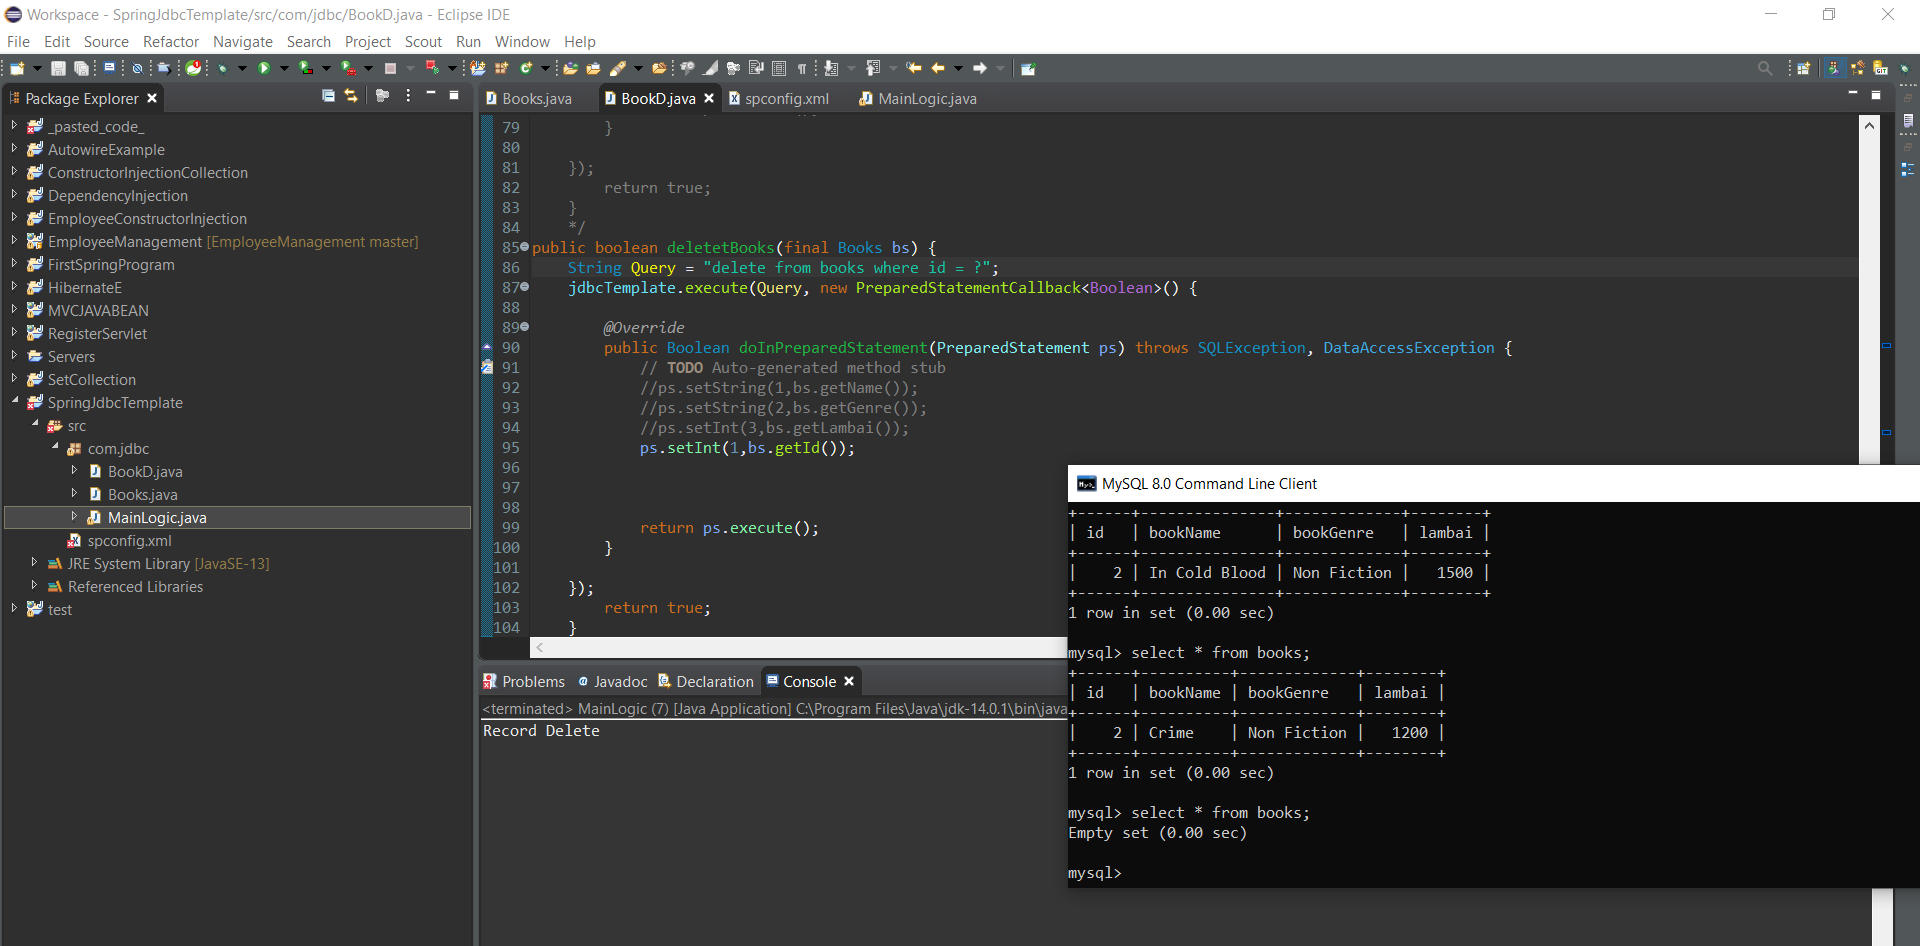 Workspace - SpringJdbcTemplate/src/com/jdbc/BookD.java - Eclipse IDE
File Edit Source Refactor Navigate Search Project Scout Run Window Help
Package Explorer
_pasted_code_
AutowireExample
ConstructorInjectionCollection
DependencyInjection
EmployeeConstructorInjection
EmployeeManagement [EmployeeManagement master]
FirstSpringProgram
HibernateE
MVCJAVABEAN
RegisterServlet
Servers
SetCollection
SpringJdbcTemplate
src
com.jdbc
BookD.java
Books.java
MainLogic.java
spconfig.xml
JRE System Library [JavaSE-13]
Referenced Libraries
test
Books.java BookD.java spconfig.xml MainLogic.java
79 }
80
81 });
82 return true;
83 }
84 */
85 public boolean deletetBooks(final Books bs) {
86 String Query = "delete from books where id = ?";
87 jdbcTemplate.execute(Query, new PreparedStatementCallback<Boolean>() {
88
89 @Override
90 public Boolean doInPreparedStatement(PreparedStatement ps) throws SQLException, DataAccessException {
91 // TODO Auto-generated method stub
92 //ps.setString(1,bs.getName());
93 //ps.setString(2,bs.getGenre());
94 //ps.setInt(3,bs.getLambai());
95 ps.setInt(1,bs.getId());
96
97
98
99 return ps.execute();
100 }
101
102 });
103 return true;
104 }
Problems Javadoc Declaration Console
<terminated> MainLogic (7) [Java Application] C:\Program Files\Java\jdk-14.0.1\bin\java
Record Delete
MySQL 8.0 Command Line Client
+------+---------------+-------------+--------+
| id | bookName | bookGenre | lambai |
+------+---------------+-------------+--------+
| 2 | In Cold Blood | Non Fiction | 1500 |
+------+---------------+-------------+--------+
1 row in set (0.00 sec)
mysql> select * from books;
+------+----------+-------------+--------+
| id | bookName | bookGenre | lambai |
+------+----------+-------------+--------+
| 2 | Crime | Non Fiction | 1200 |
+------+----------+-------------+--------+
1 row in set (0.00 sec)
mysql> select * from books;
Empty set (0.00 sec)
mysql>